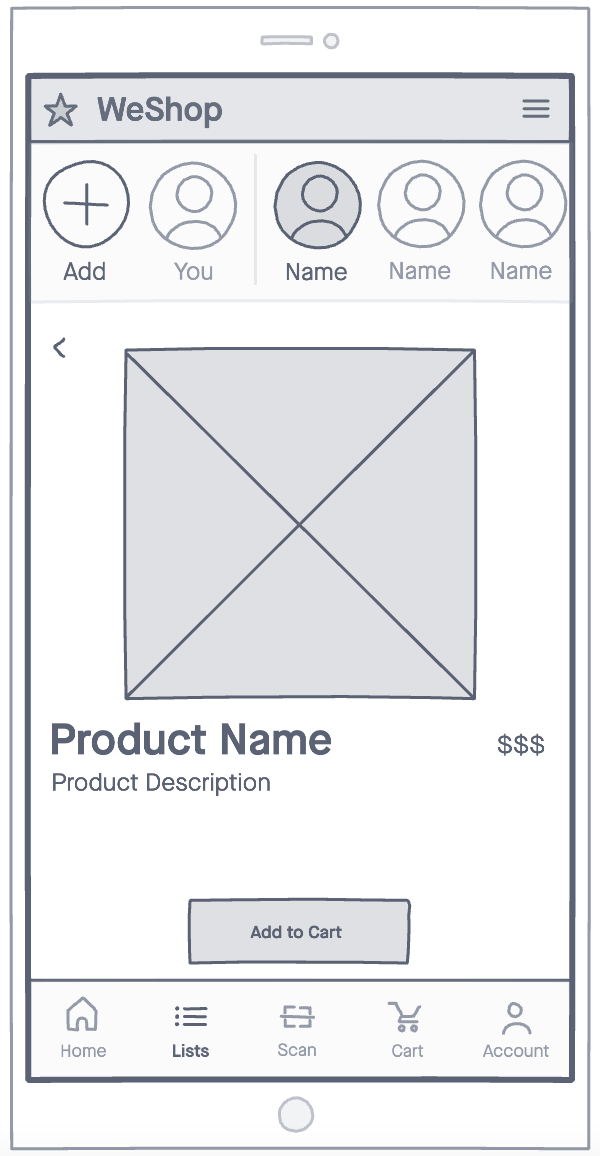 WeShop
Add You Name Name Name
Product Name $$$
Product Description
Add to Cart
Home Lists Scan Cart Account